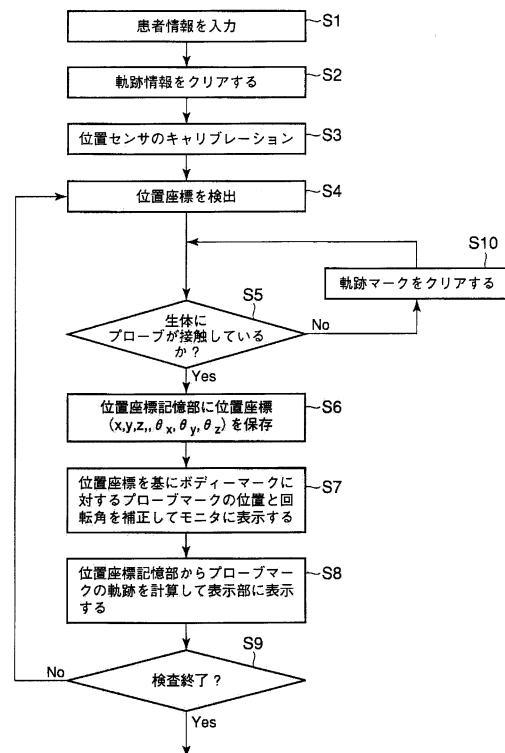 患者情報を入力
S1
軌跡情報をクリアする
S2
位置センサのキャリブレーション
S3
位置座標を検出
S4
S10
軌跡マークをクリアする
S5
生体に
プローブが接触している
か?
No
Yes
位置座標記憶部に位置座標
(x,y,z,,θx,θy,θz)を保存
S6
位置座標を基にボディーマークに
対するプローブマークの位置と回
転角を補正してモニタに表示する
S7
位置座標記憶部からプローブマー
クの軌跡を計算して表示部に表示
する
S8
S9
No
検査終了?
Yes